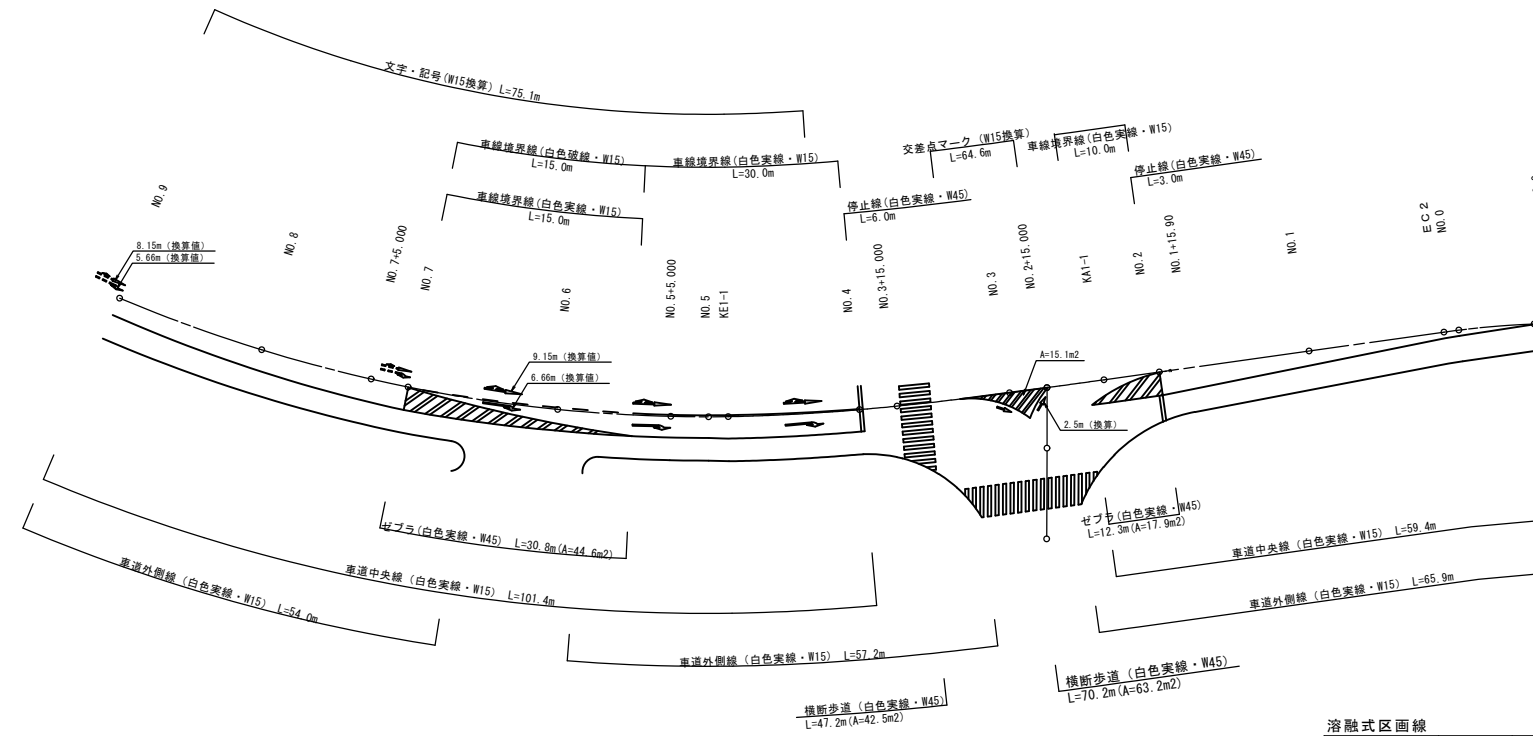 文字・記号(W15換算) L=75.1m
車線境界線(白色破線・W15)
L=15.0m
車線境界線(白色実線・W15)
L=30.0m
交差点マーク (W15換算)
L=64.6m
車線境界線(白色実線・W15)
L=10.0m
停止線(白色実線・W45)
L=3.0m
車線境界線(白色実線・W15)
L=15.0m
停止線(白色実線・W45)
L=6.0m
NO.9
NO.8
NO.7+5.000
NO.7
NO.6
NO.5+5.000
NO.5
KE1-1
NO.4
NO.3+15.000
NO.3
NO.2+15.000
KA1-1
NO.2
NO.1+15.90
NO.1
EC2
NO.0
8.15m (換算値)
5.66m (換算値)
9.15m (換算値)
6.66m (換算値)
A=15.1m2
2.5m (換算)
ゼブラ(白色実線・W45) L=30.8m(A=44.6m2)
ゼブラ(白色実線・W45)
L=12.3m(A=17.9m2)
車道中央線 (白色実線・W15) L=59.4m
車道外側線 (白色実線・W15) L=65.9m
車道中央線 (白色実線・W15) L=101.4m
車道外側線 (白色実線・W15) L=54.0m
車道外側線 (白色実線・W15) L=57.2m
横断歩道 (白色実線・W45)
L=70.2m(A=63.2m2)
横断歩道 (白色実線・W45)
L=47.2m(A=42.5m2)
溶融式区画線